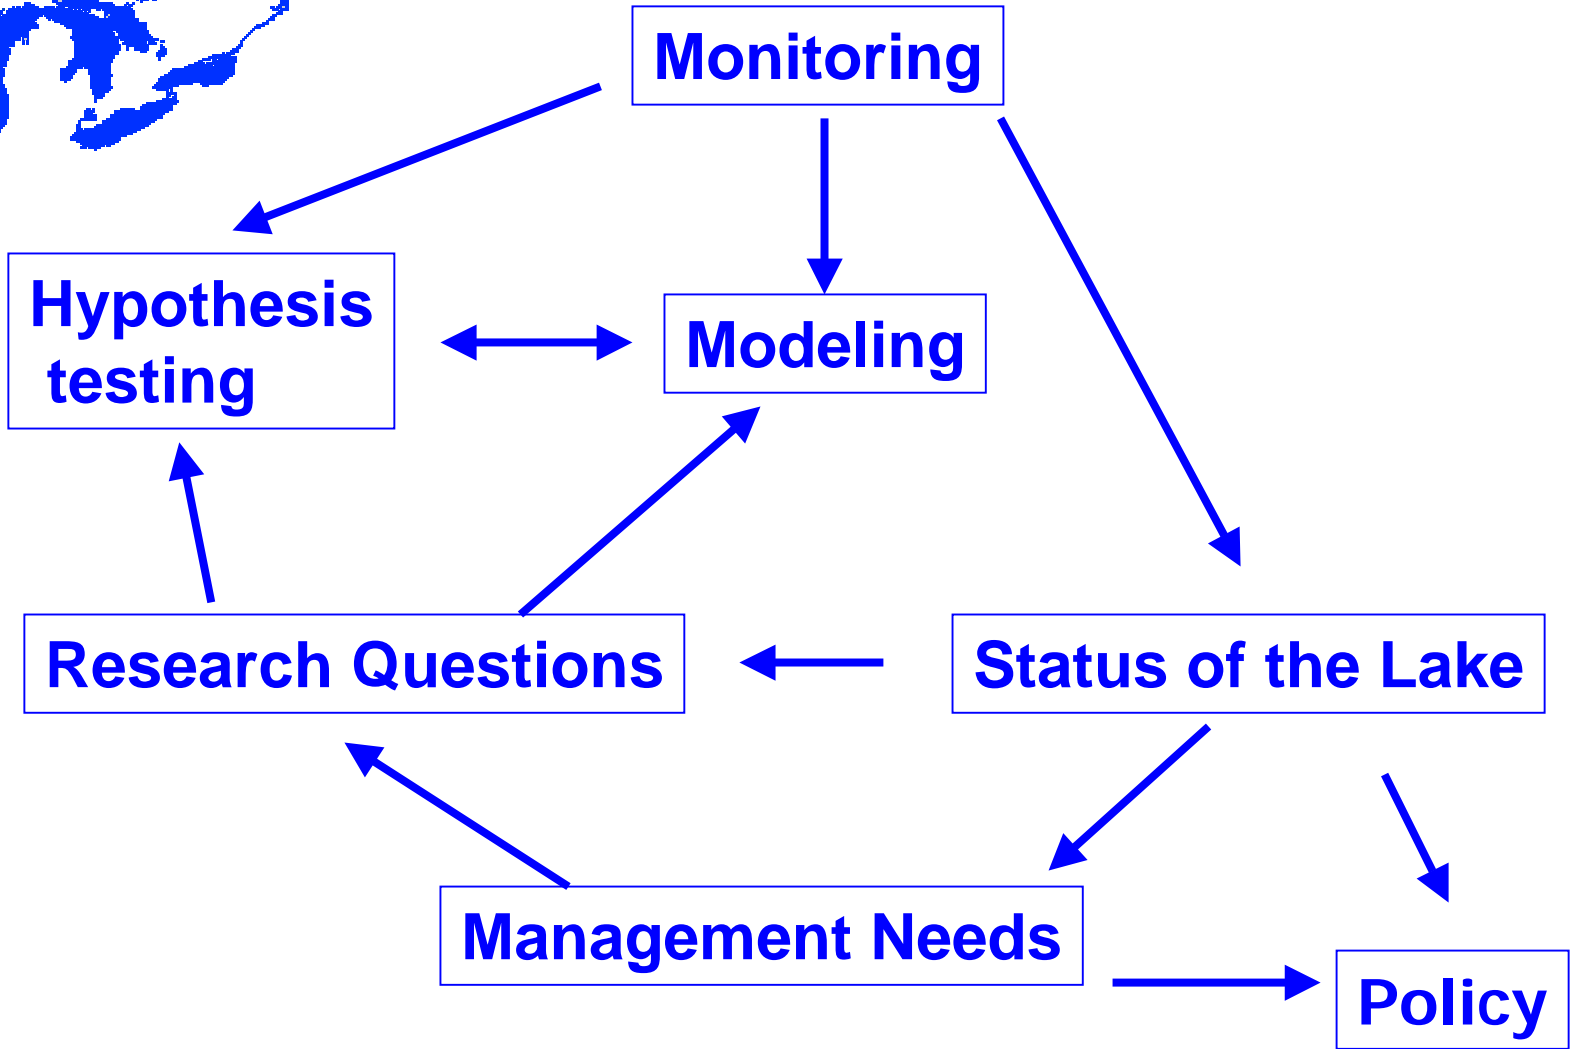 Monitoring
Hypothesis
testing
Modeling
Research Questions
Status of the Lake
Management Needs
Policy